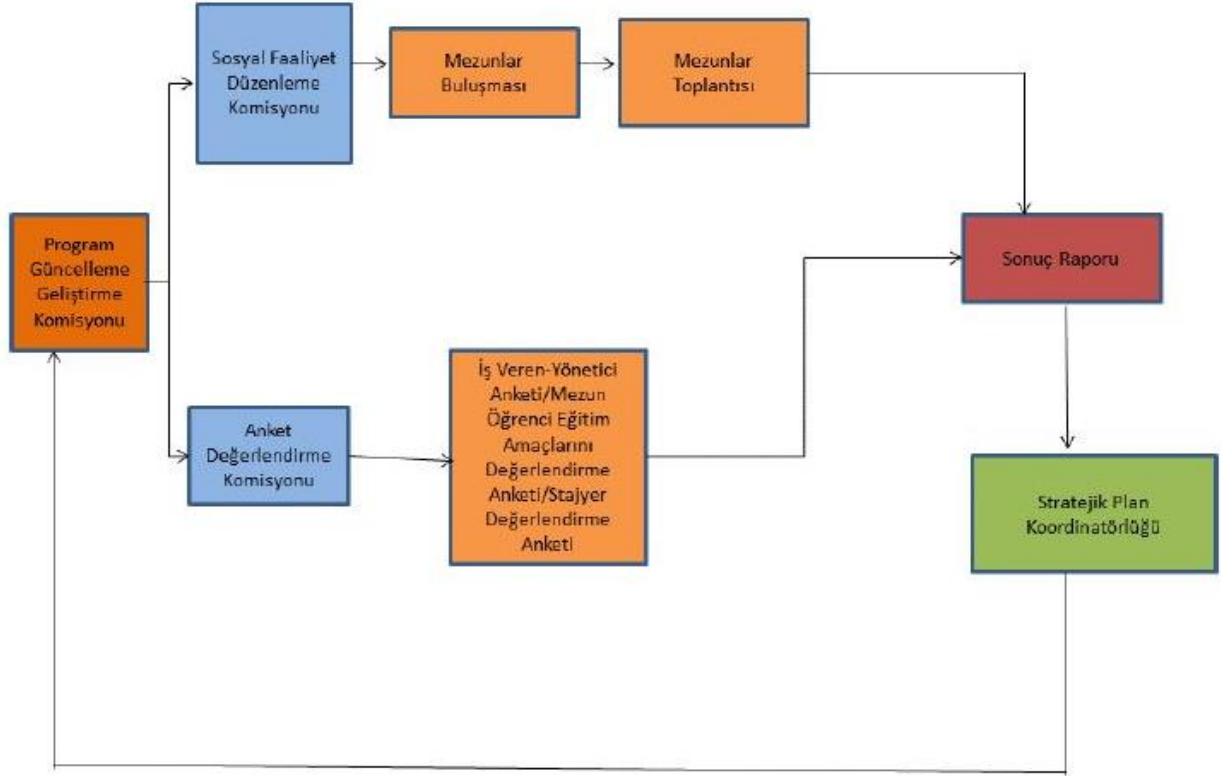 Sosyal Faaliyet
Düzenleme
Komisyonu
Mezunlar
Buluşması
Mezunlar
Toplantısı
Program
Güncelleme
Geliştirme
Komisyonu
Sonuç Raporu
Anket
Değerlendirme
Komisyonu
İş Veren-Yönetici
Anketi/Mezun
Öğrenci Eğitim
Amaçlarını
Değerlendirme
Anketi/Stajyer
Değerlendirme
Anketi
Stratejik Plan
Koordinatörlüğü